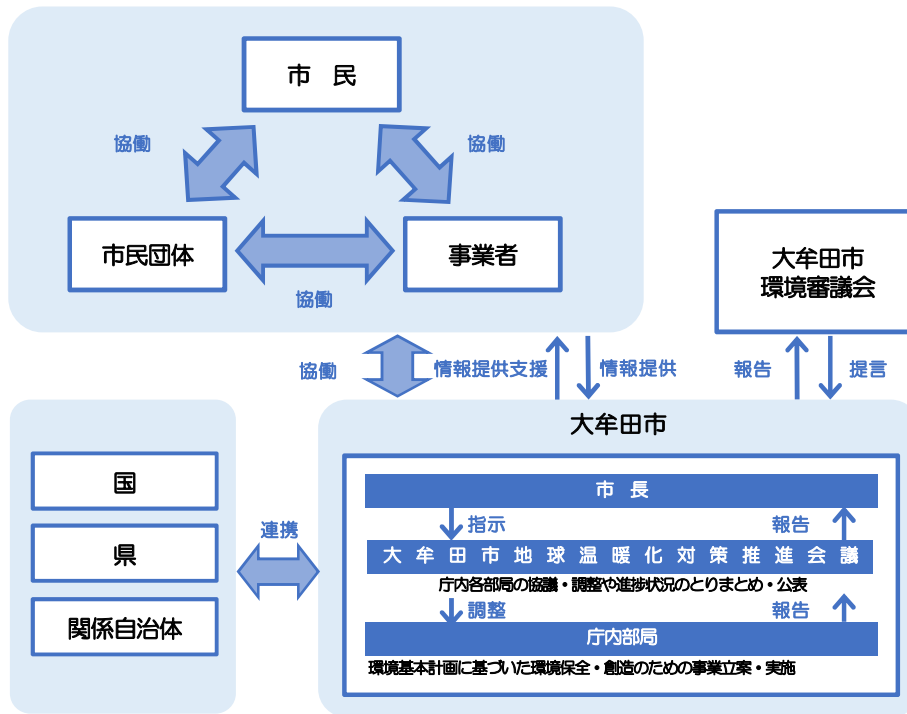 市 民
協働
協働
市民団体
事業者
協働
大牟田市
環境審議会
協働
情報提供支援
情報提供
報告
提言
大牟田市
国
県
関係自治体
連携
市 長
指示
報告
大牟田市地球温暖化対策推進会議
庁内各部局の協議・調整や進捗状況のとりまとめ・公表
調整
報告
庁内部局
環境基本計画に基づいた環境保全・創造のための事業立案・実施